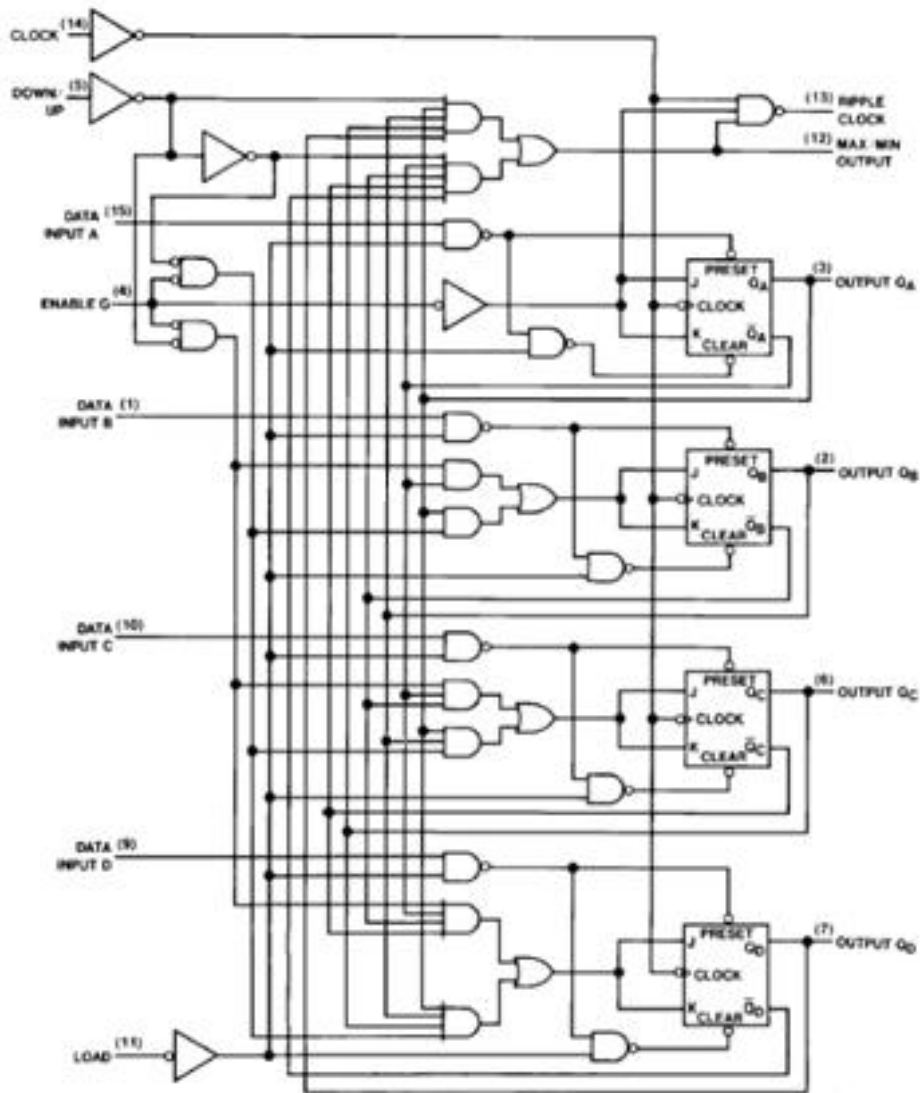 CLOCK (14)
DOWN/ (5)
UP
(13) RIPPLE
CLOCK
(12) MAX/MIN
OUTPUT
DATA (15)
INPUT A
PRESET
J QA
CLOCK
K Q̄A
CLEAR
(3) OUTPUT QA
ENABLE G (4)
DATA (1)
INPUT B
PRESET
J QB
CLOCK
K Q̄B
CLEAR
(2) OUTPUT QB
DATA (10)
INPUT C
PRESET
J QC
CLOCK
K Q̄C
CLEAR
(6) OUTPUT QC
DATA (9)
INPUT D
PRESET
J QD
CLOCK
K Q̄D
CLEAR
(7) OUTPUT QD
LOAD (11)